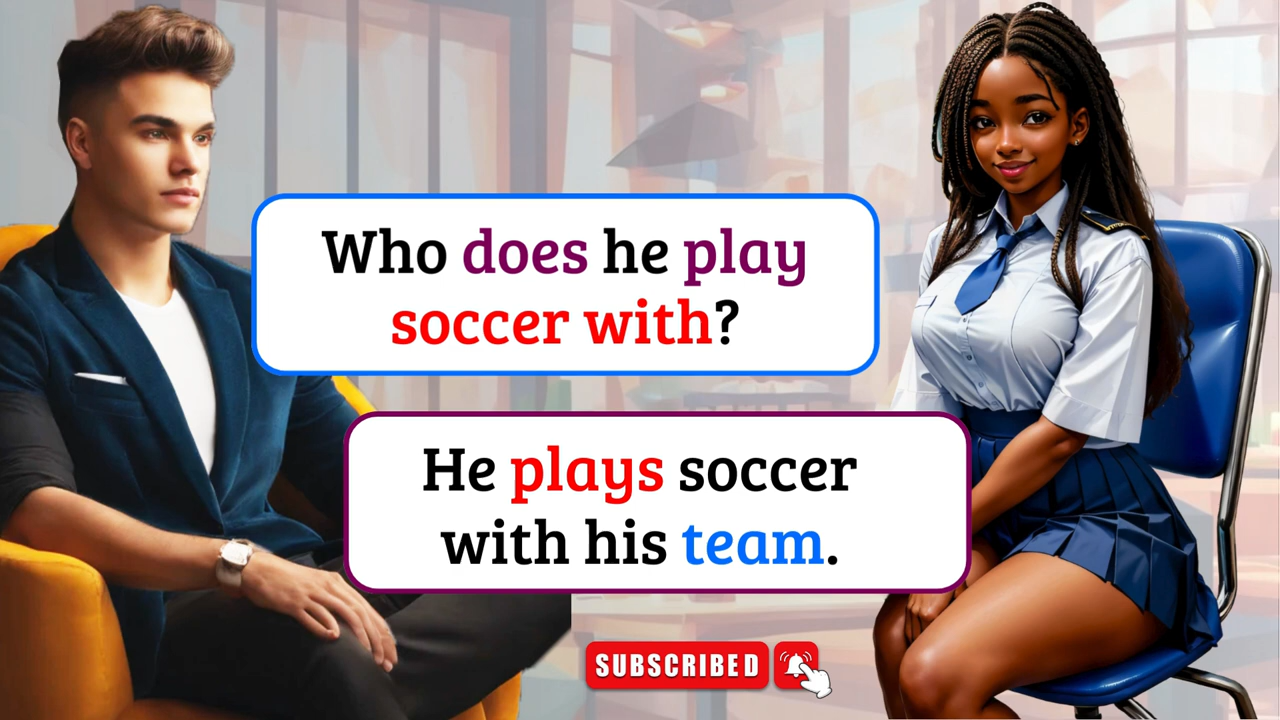 Who does he play
soccer with?
He plays soccer
with his team.
SUBSCRIBED